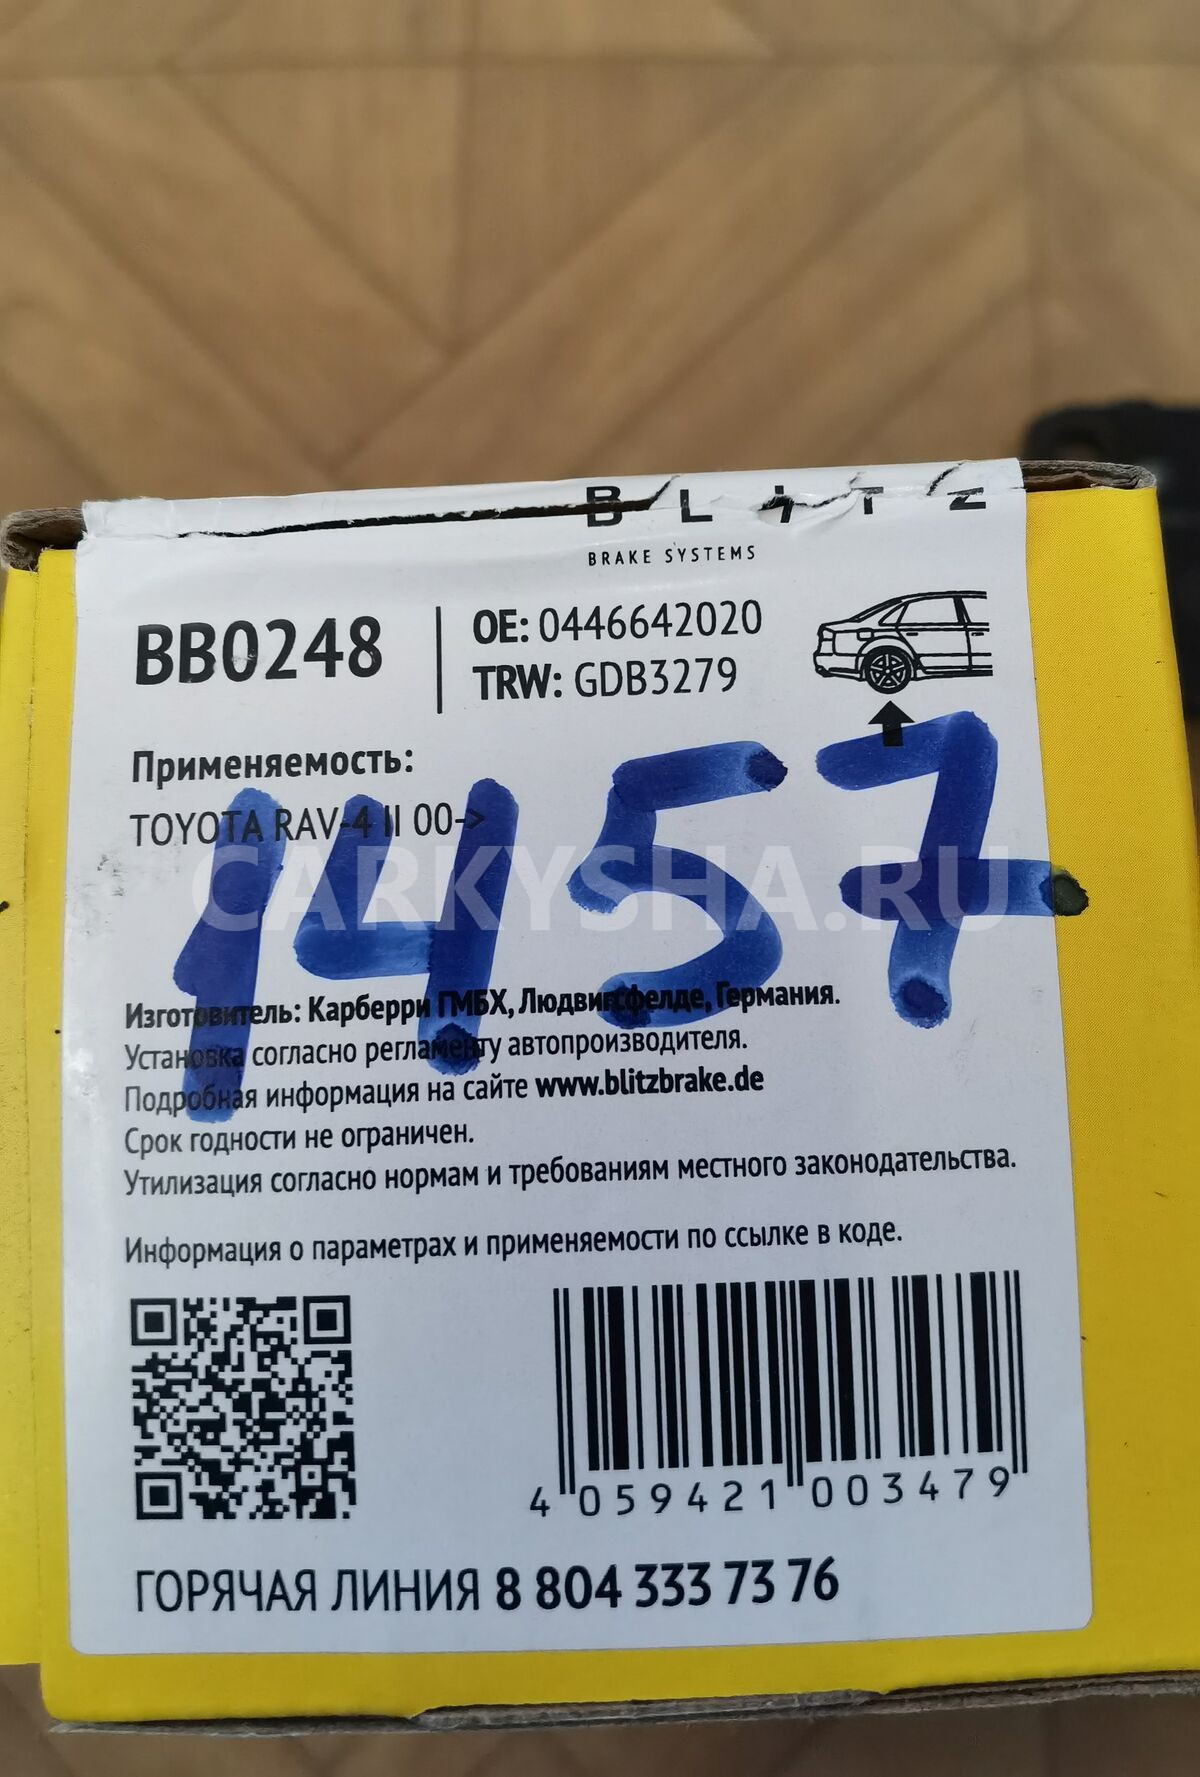 BLITZ
BRAKE SYSTEMS
BB0248
OE: 0446642020
TRW: GDB3279
Применяемость:
TOYOTA RAV-4 II 00->
1457
CARKYSHA.RU
Изготовитель: Карберри ГМБХ, Людвигсфелде, Германия.
Установка согласно регламенту автопроизводителя.
Подробная информация на сайте www.blitzbrake.de
Срок годности не ограничен.
Утилизация согласно нормам и требованиям местного законодательства.
Информация о параметрах и применяемости по ссылке в коде.
4 059421 003479
ГОРЯЧАЯ ЛИНИЯ 8 804 333 73 76